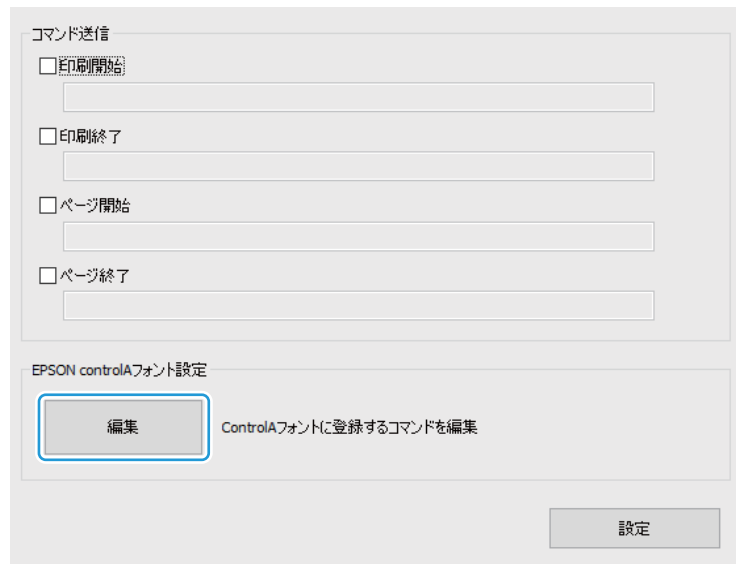 コマンド送信
印刷開始
印刷終了
ページ開始
ページ終了
EPSON controlAフォント設定
編集
ControlAフォントに登録するコマンドを編集
設定